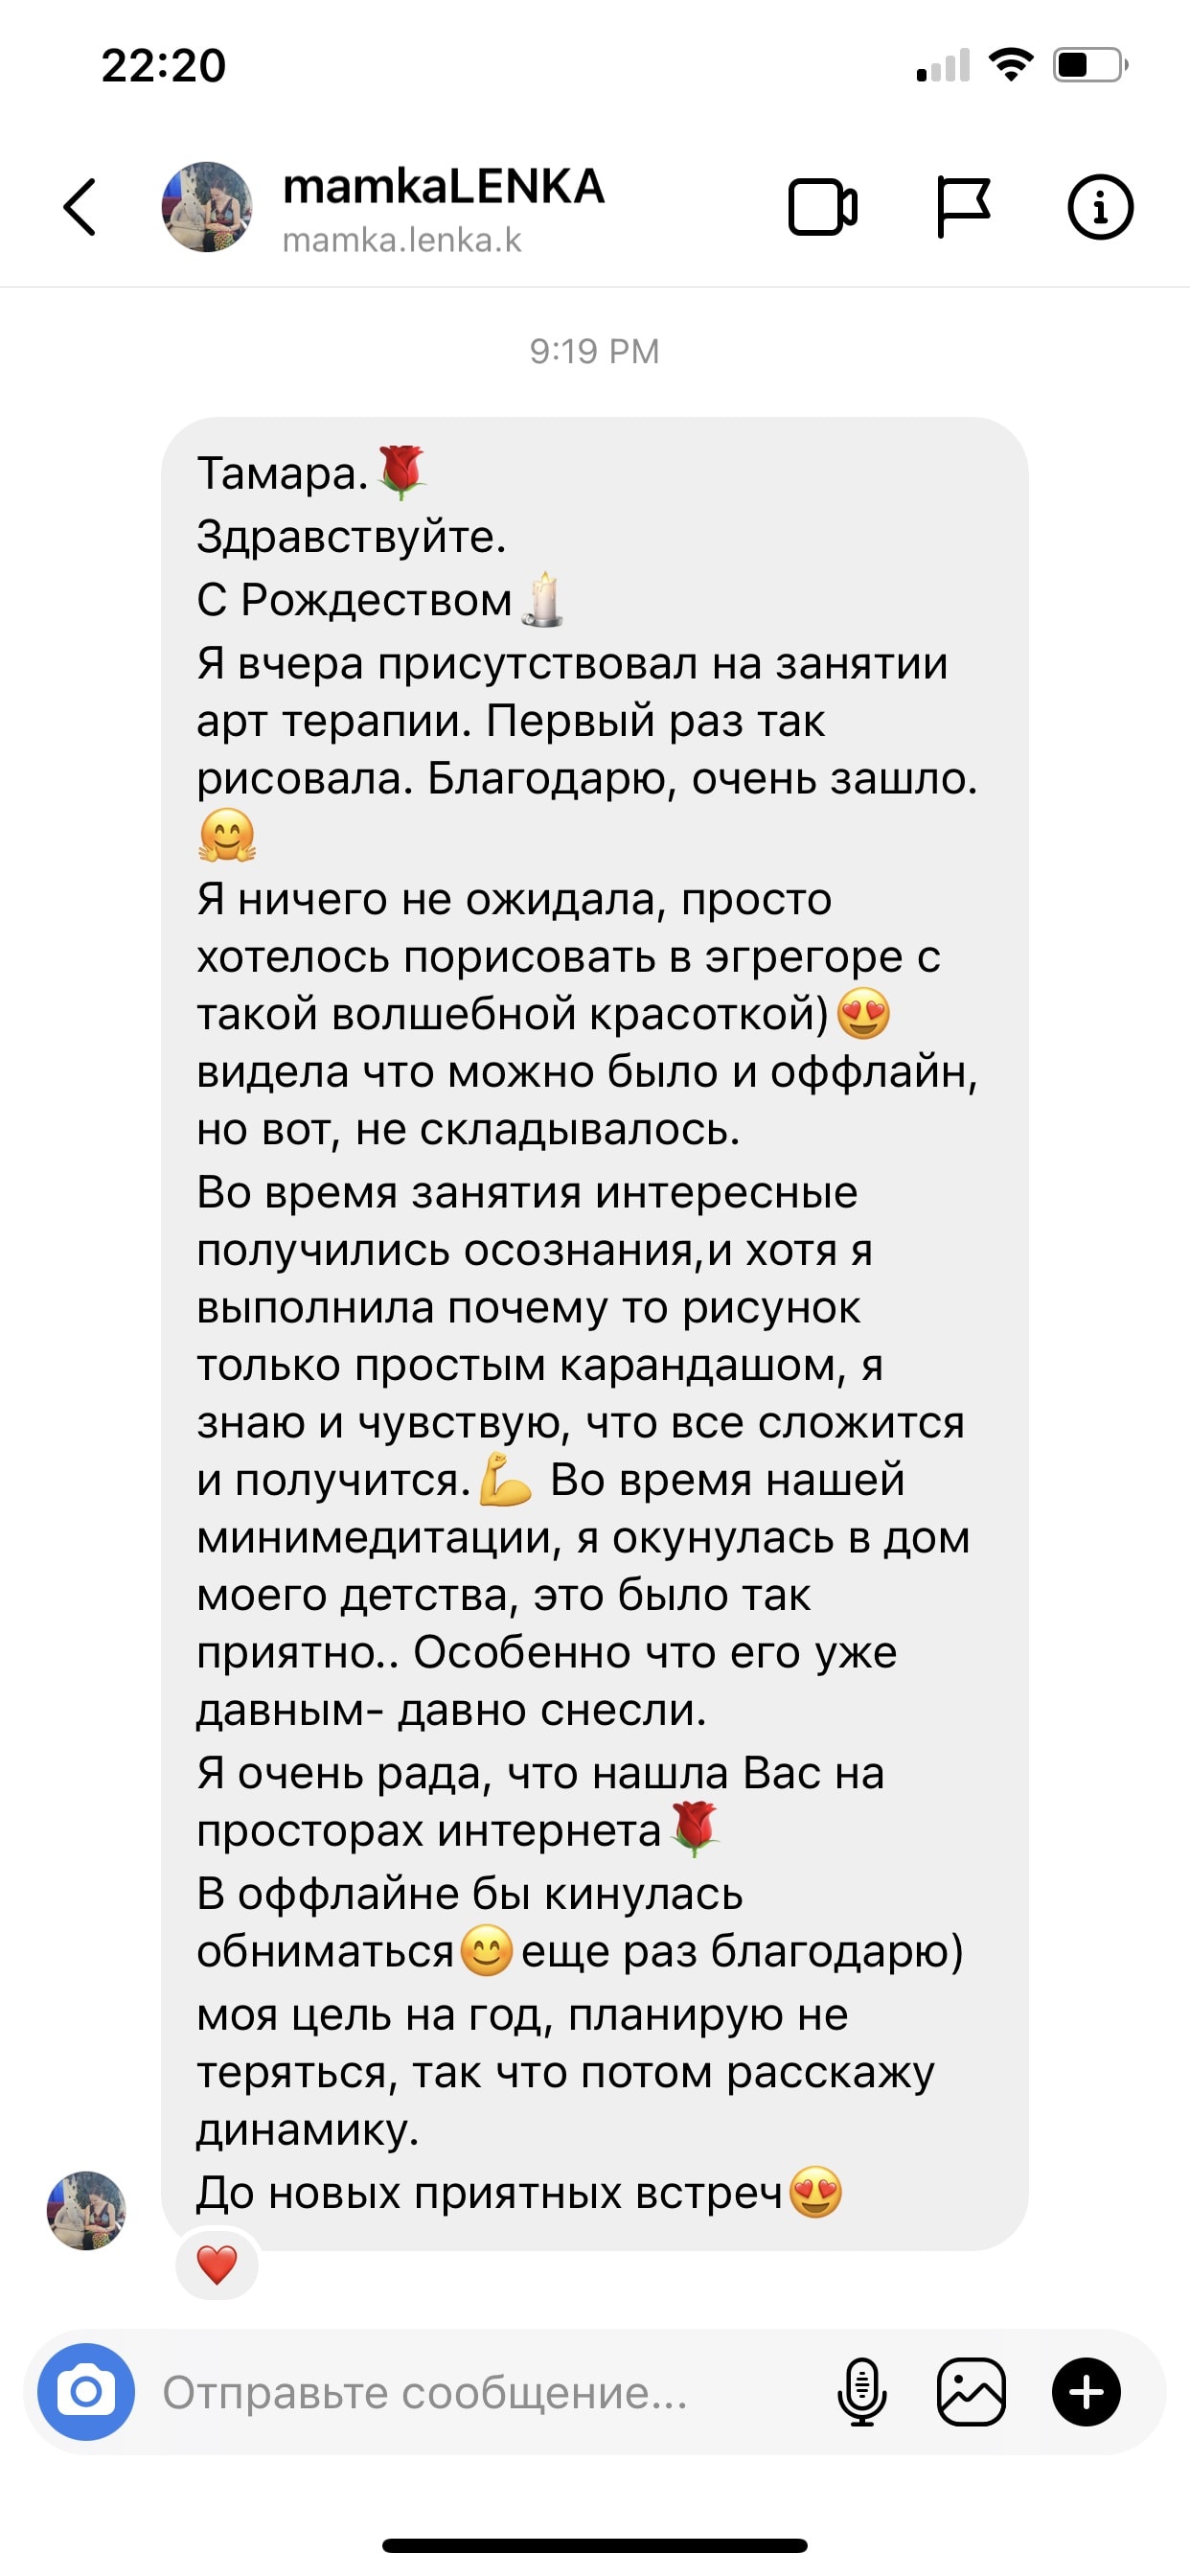 22:20
mamkaLENKA
mamka.lenka.k
9:19 PM
Тамара.🌹
Здравствуйте.
С Рождеством🕯️
Я вчера присутствовал на занятии
арт терапии. Первый раз так
рисовала. Благодарю, очень зашло.
🤗
Я ничего не ожидала, просто
хотелось порисовать в эгрегоре с
такой волшебной красоткой)😍
видела что можно было и оффлайн,
но вот, не складывалось.
Во время занятия интересные
получились осознания,и хотя я
выполнила почему то рисунок
только простым карандашом, я
знаю и чувствую, что все сложится
и получится.💪 Во время нашей
минимедитации, я окунулась в дом
моего детства, это было так
приятно.. Особенно что его уже
давным- давно снесли.
Я очень рада, что нашла Вас на
просторах интернета🌹
В оффлайне бы кинулась
обниматься😊еще раз благодарю)
моя цель на год, планирую не
теряться, так что потом расскажу
динамику.
До новых приятных встреч😍
❤️
Отправьте сообщение...